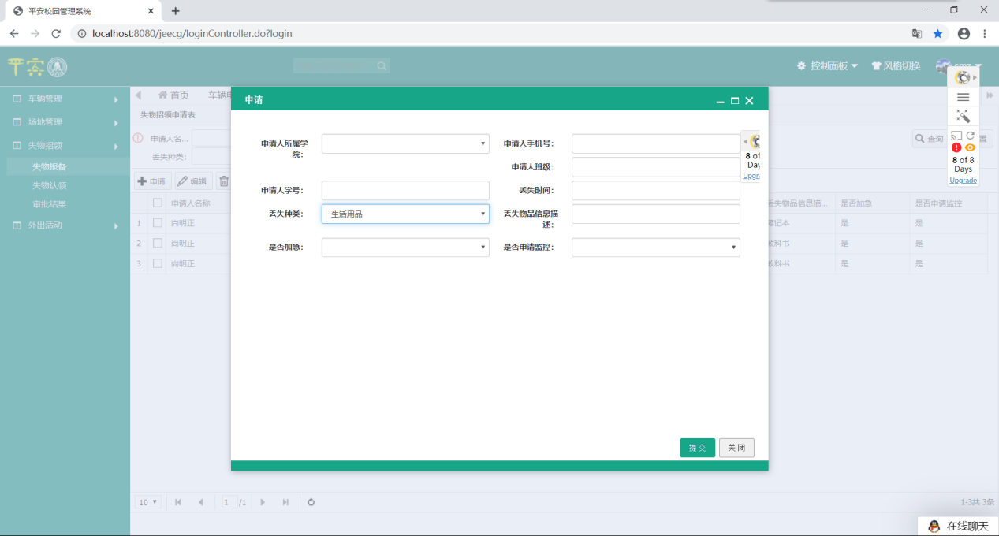 平安校园管理系统
localhost:8080/jeecg/loginController.do?login
平安
控制面板
风格切换
smz
车辆管理
首页
车辆申
场地管理
失物招领申请表
失物招领
申请人名...
查询
置
失物报备
丢失种类:
失物认领
申请
编辑
审批结果
申请人名称
丢失物品信息描...
是否加急
是否申请监控
外出活动
1
尚明正
笔记本
是
是
2
尚明正
教科书
是
是
3
尚明正
教科书
是
是
申请
申请人所属学院:
申请人手机号:
申请人班级:
申请人学号:
丢失时间:
丢失种类:
生活用品
丢失物品信息描述:
是否加急:
是否申请监控:
8 of
Day
Upgra
8 of 8
Days
Upgrade
提交
关闭
10
1
/1
1-3共 3条
在线聊天